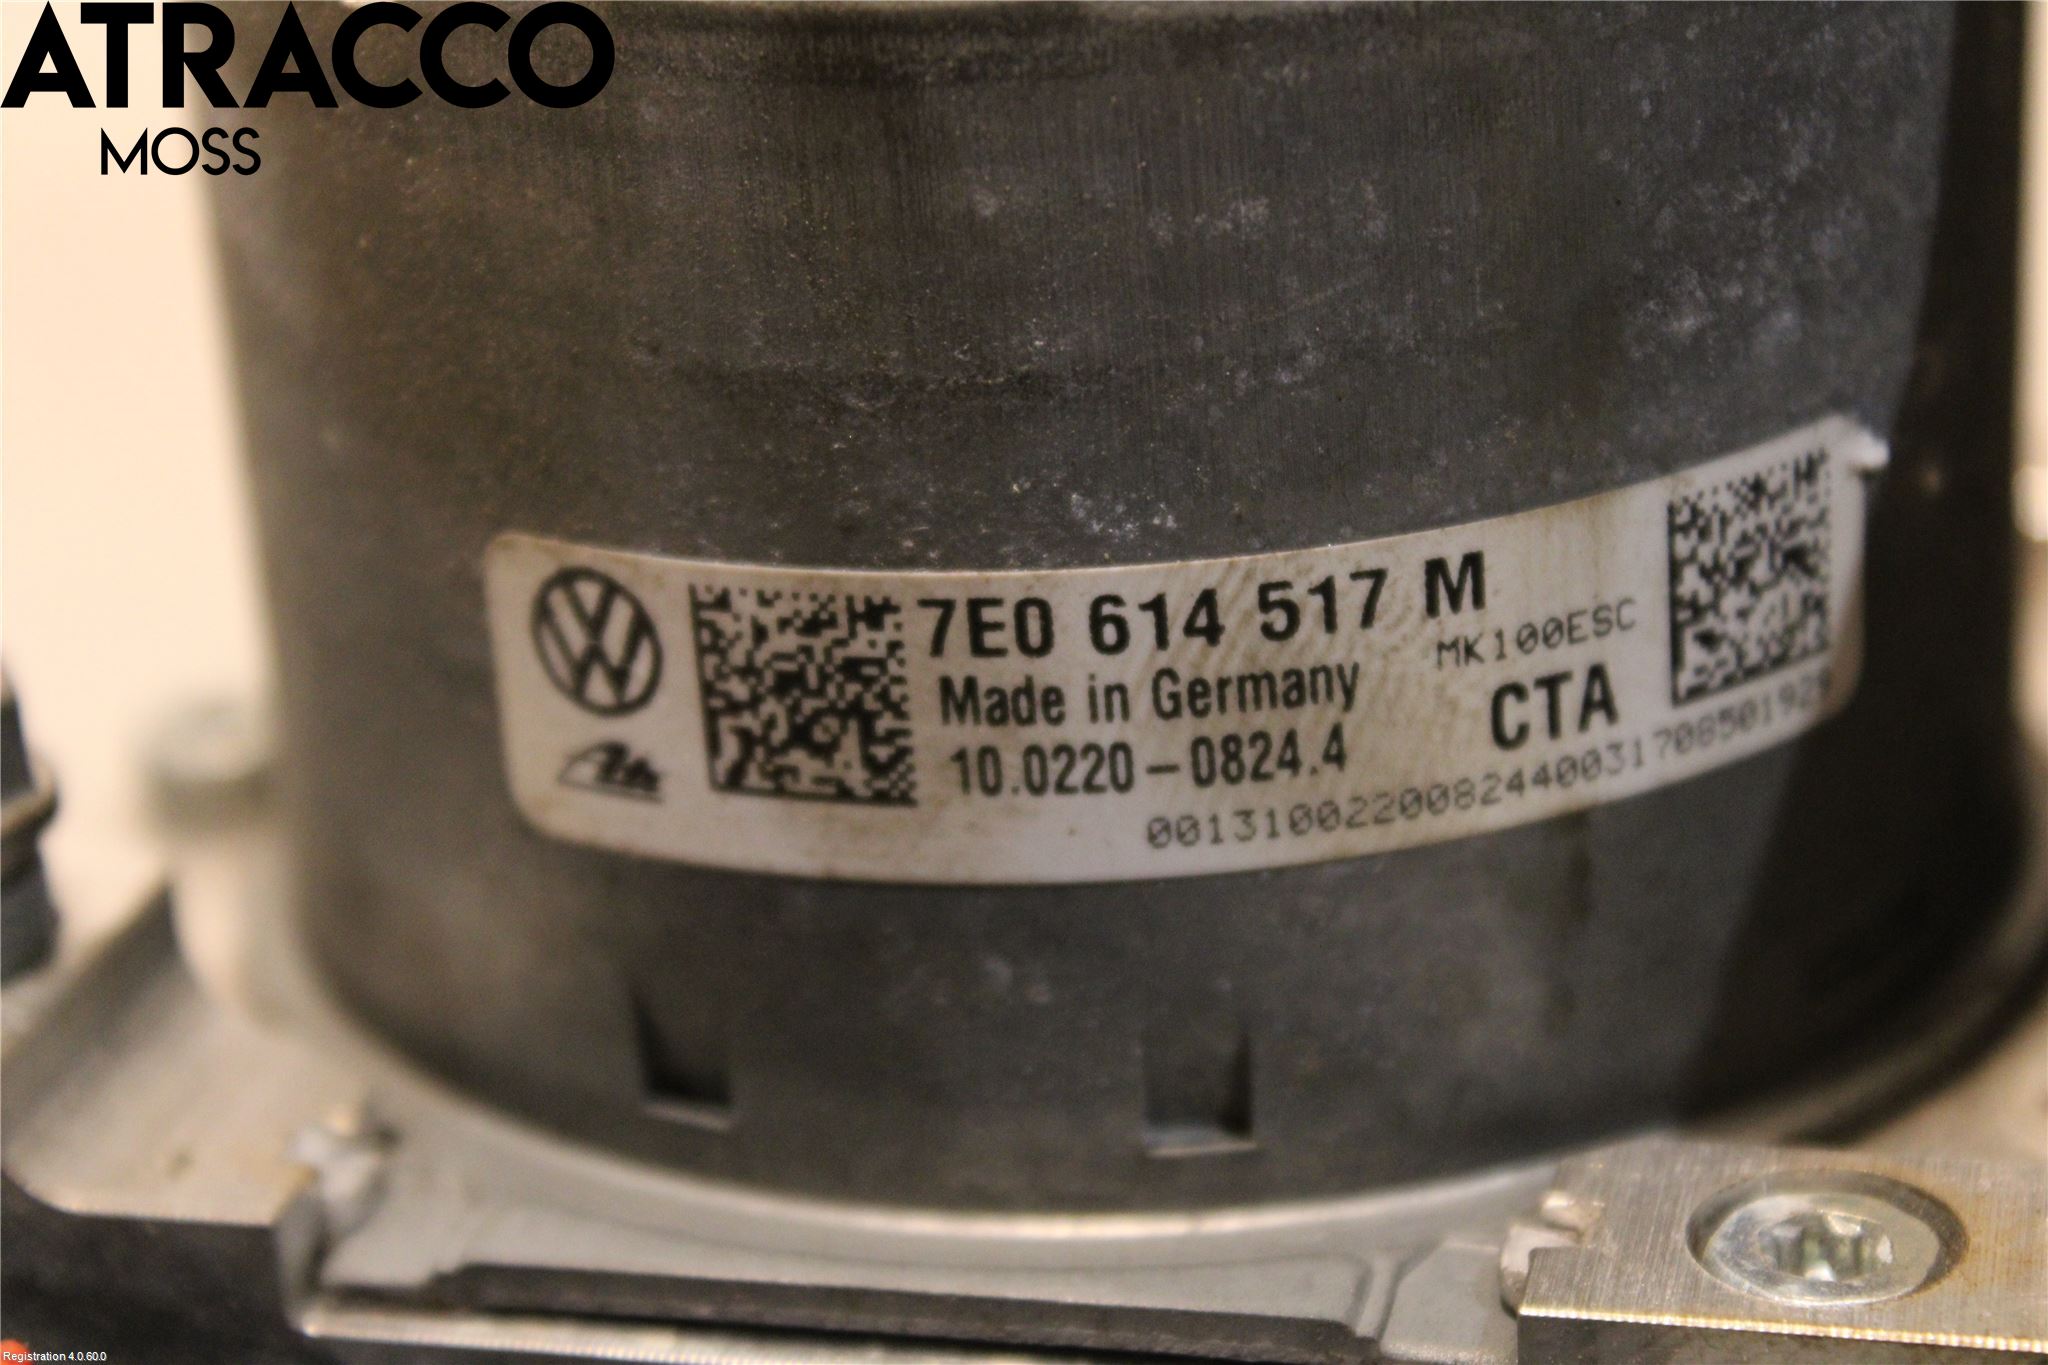 ATRACCO
MOSS
7E0 614 517 M
MK100ESC
Made in Germany
CTA
10.0220-0824.4
Ate
Registration 4.0.60.0